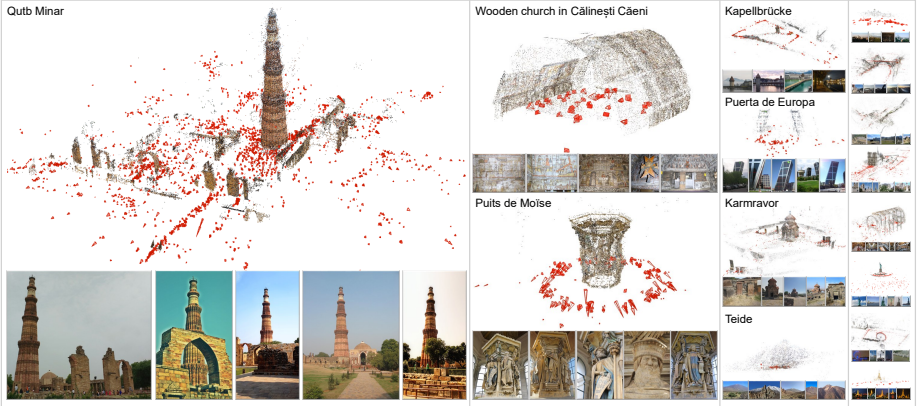 Qutb Minar
Wooden church in Călinești Căeni
Puits de Moïse
Kapellbrücke
Puerta de Europa
Karmravor
Teide